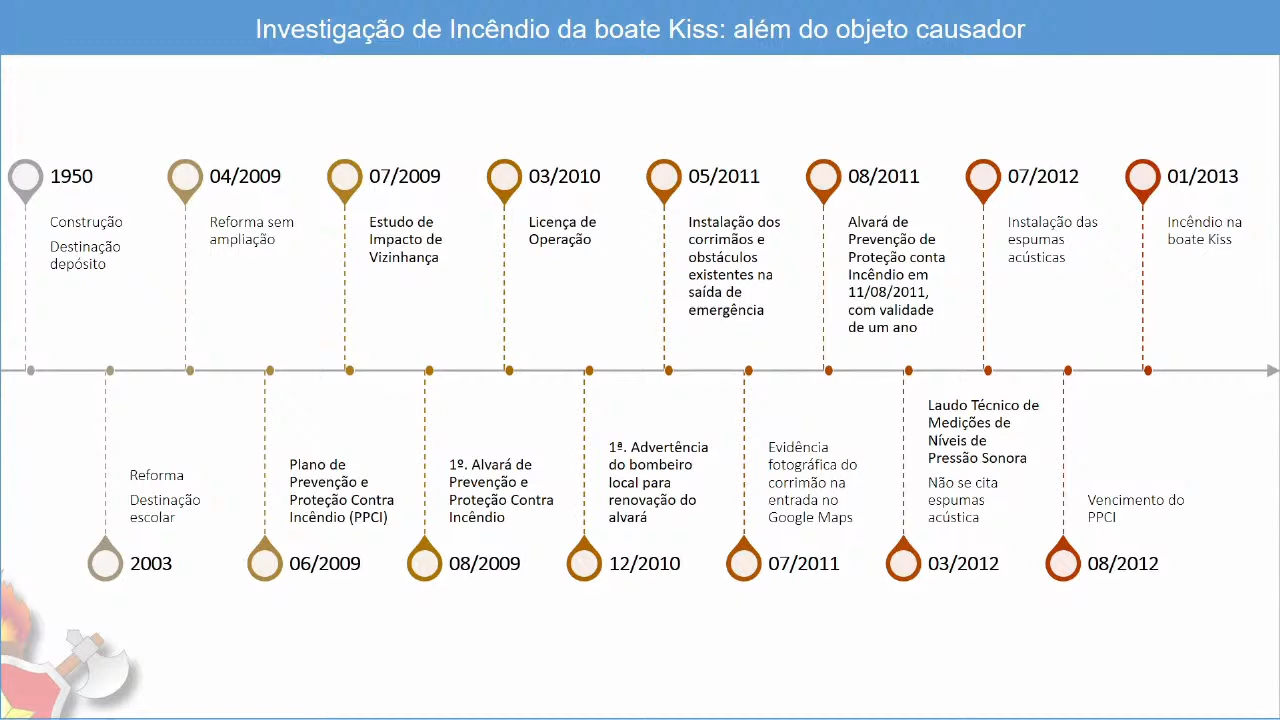 Investigação de Incêndio da boate Kiss: além do objeto causador
1950
Construção
Destinação
depósito
04/2009
Reforma sem
ampliação
07/2009
Estudo de
Impacto de
Vizinhança
03/2010
Licença de
Operação
05/2011
Instalação dos
corrimãos e
obstáculos
existentes na
saída de
emergência
08/2011
Alvará de
Prevenção de
Proteção conta
Incêndio em
11/08/2011,
com validade
de um ano
07/2012
Instalação das
espumas
acústicas
01/2013
Incêndio na
boate Kiss
Reforma
Destinação
escolar
2003
Plano de
Prevenção e
Proteção Contra
Incêndio (PPCI)
06/2009
1º. Alvará de
Prevenção e
Proteção Contra
Incêndio
08/2009
1ª. Advertência
do bombeiro
local para
renovação do
alvará
12/2010
Evidência
fotográfica do
corrimão na
entrada no
Google Maps
07/2011
Laudo Técnico de
Medições de
Níveis de
Pressão Sonora
Não se cita
espumas
acústica
03/2012
Vencimento do
PPCI
08/2012